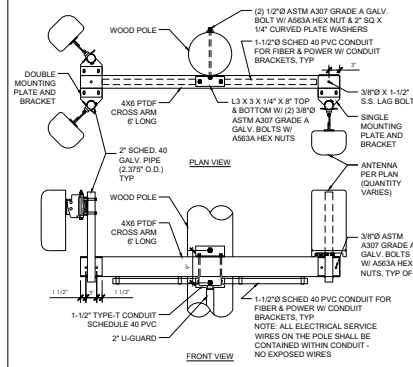 (2) 1/2"Ø ASTM A307 GRADE A GALV.
BOLT W/ A563A HEX NUT & 2" SQ X
1/4" CURVED PLATE WASHERS
WOOD POLE
1-1/2"Ø SCHED 40 PVC CONDUIT
FOR FIBER & POWER W/ CONDUIT
BRACKETS, TYP
3"
DOUBLE
MOUNTING
PLATE AND
BRACKET
4X6 PTDF
CROSS ARM
6' LONG
L3 X 3 X 1/4" X 8" TOP
& BOTTOM W/ (2) 3/8"Ø
ASTM A307 GRADE A
GALV. BOLTS W/
A563A HEX NUTS
3/8"Ø X 1-1/2"
S.S. LAG BOLT
SINGLE
MOUNTING
PLATE AND
BRACKET
2" SCHED. 40
GALV. PIPE
(2.375" O.D.)
TYP
PLAN VIEW
ANTENNA
PER PLAN
(QUANTITY
VARIES)
WOOD POLE
4X6 PTDF
CROSS ARM
6' LONG
3/8"Ø ASTM
A307 GRADE A
GALV. BOLTS
W/ A563A HEX
NUTS, TYP OF
1 1/2"
1 1/2"
1-1/2" TYPE-T CONDUIT
SCHEDULE 40 PVC
2" U-GUARD
1-1/2"Ø SCHED 40 PVC CONDUIT FOR
FIBER & POWER W/ CONDUIT
BRACKETS, TYP
NOTE: ALL ELECTRICAL SERVICE
WIRES ON THE POLE SHALL BE
CONTAINED WITHIN CONDUIT -
NO EXPOSED WIRES
FRONT VIEW